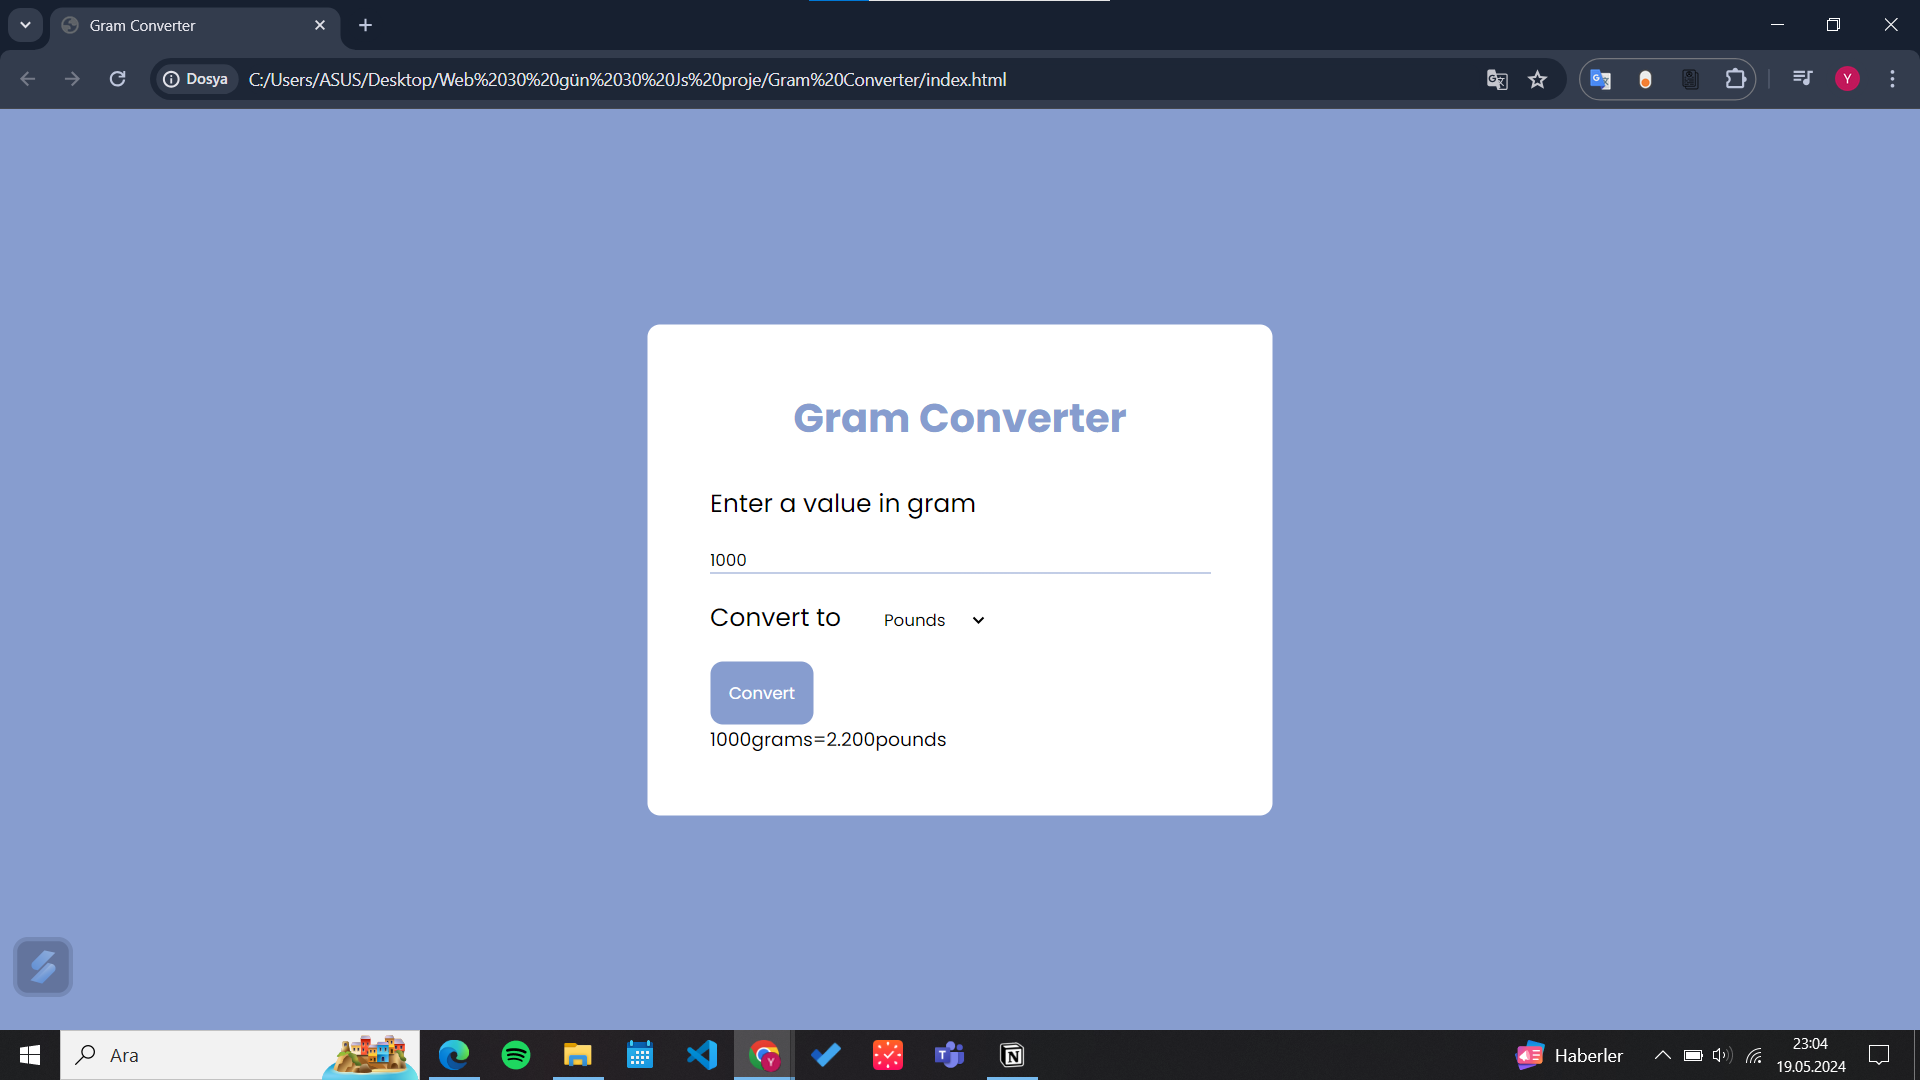 Gram Converter
Dosya
C:/Users/ASUS/Desktop/Web%2030%20gün%2030%20Js%20proje/Gram%20Converter/index.html
Y
Gram Converter
Enter a value in gram
1000
Convert to
Pounds
Convert
1000grams=2.200pounds
Ara
Haberler
23:04
19.05.2024